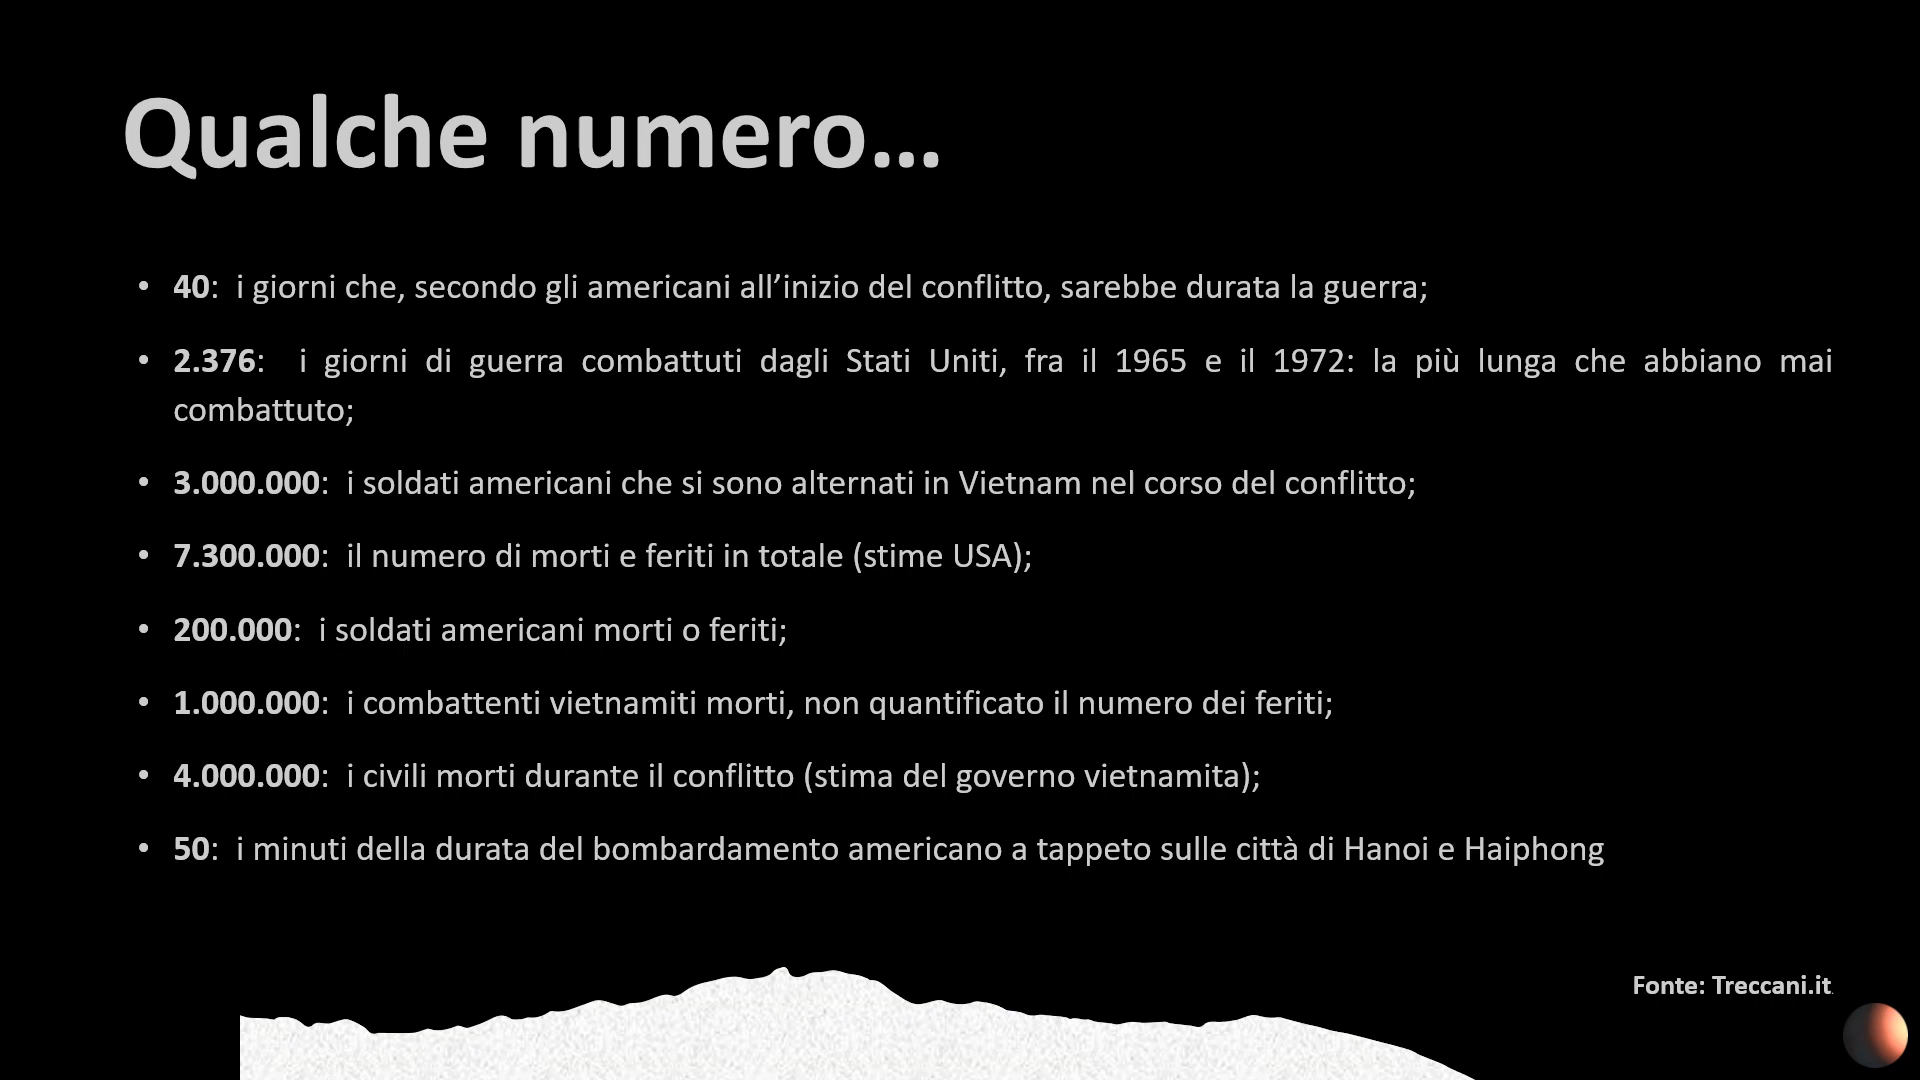 Qualche numero...
• 40: i giorni che, secondo gli americani all’inizio del conflitto, sarebbe durata la guerra;
• 2.376: i giorni di guerra combattuti dagli Stati Uniti, fra il 1965 e il 1972: la più lunga che abbiano mai
combattuto;
• 3.000.000: i soldati americani che si sono alternati in Vietnam nel corso del conflitto;
• 7.300.000: il numero di morti e feriti in totale (stime USA);
• 200.000: i soldati americani morti o feriti;
• 1.000.000: i combattenti vietnamiti morti, non quantificato il numero dei feriti;
• 4.000.000: i civili morti durante il conflitto (stima del governo vietnamita);
• 50: i minuti della durata del bombardamento americano a tappeto sulle città di Hanoi e Haiphong
Fonte: Treccani.it.